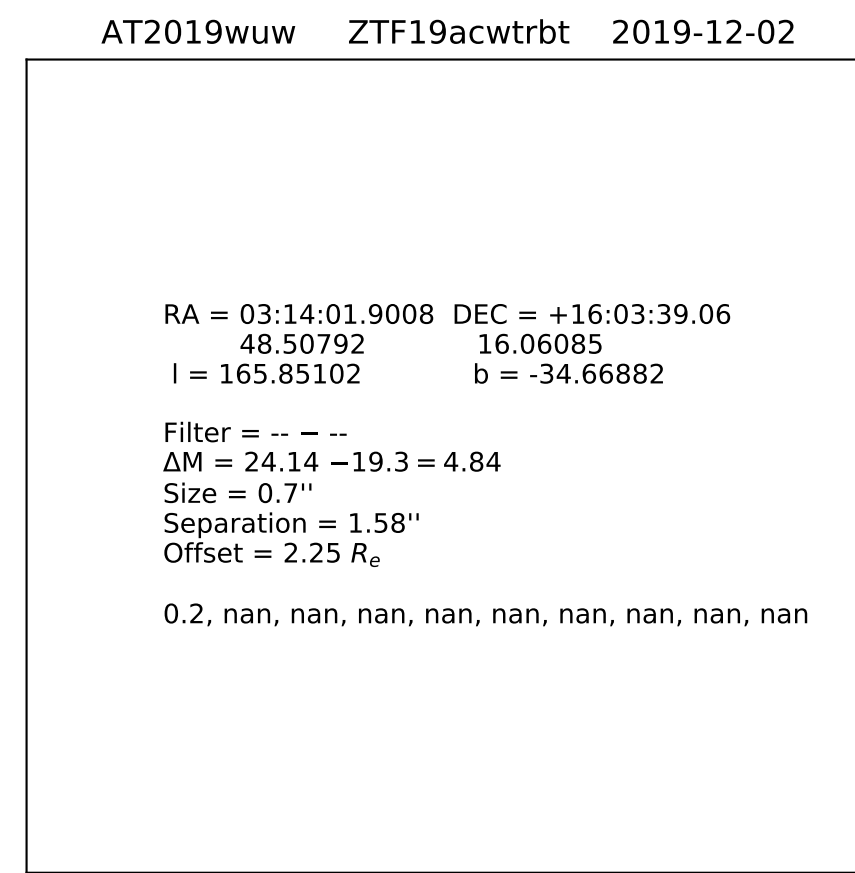 AT2019wuw ZTF19acwtrbt 2019-12-02
RA = 03:14:01.9008 DEC = +16:03:39.06
48.50792 16.06085
l = 165.85102 b = -34.66882
Filter = -- − --
ΔM = 24.14 −19.3 = 4.84
Size = 0.7''
Separation = 1.58''
Offset = 2.25 Rₑ
0.2, nan, nan, nan, nan, nan, nan, nan, nan, nan